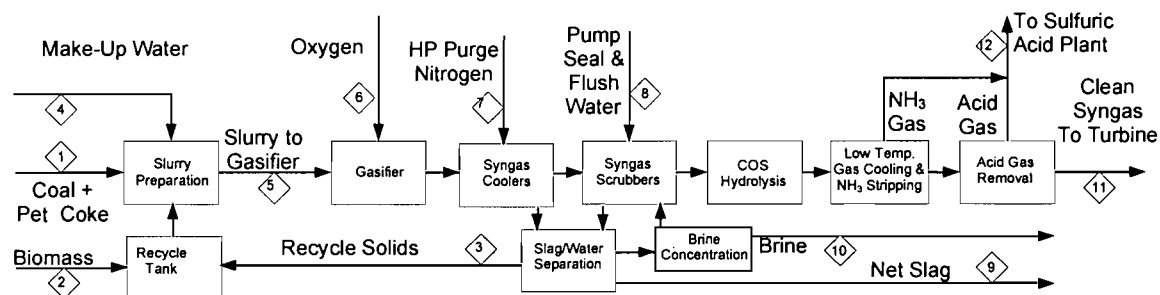 To Sulfuric
Acid Plant
12
Make-Up Water
Oxygen
HP Purge
Nitrogen
Pump
Seal &
Flush
Water
NH3
Gas
Acid
Gas
Clean
Syngas
To Turbine
4
6
7
8
1
Coal +
Pet Coke
Slurry
Preparation
Slurry to
Gasifier
5
Gasifier
Syngas
Coolers
Syngas
Scrubbers
COS
Hydrolysis
Low Temp.
Gas Cooling &
NH3 Stripping
Acid Gas
Removal
11
Biomass
2
Recycle
Tank
Recycle Solids
3
Slag/Water
Separation
Brine
Concentration
Brine
10
Net Slag
9